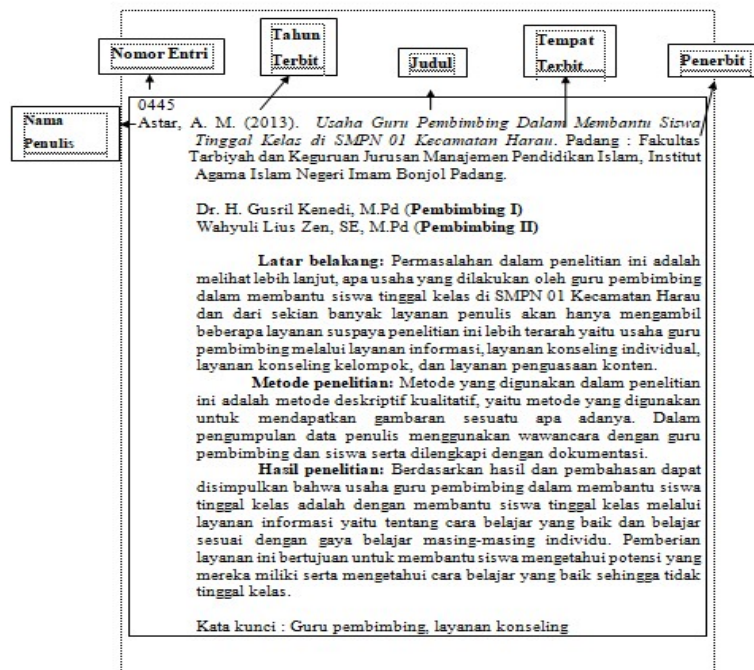 Nomor Entri
Tahun
Terbit
Judul
Tempat
Terbit
Penerbit
Nama
Penulis
0445
Astar, A. M. (2013). Usaha Guru Pembimbing Dalam Membantu Siswa
Tinggal Kelas di SMPN 01 Kecamatan Harau. Padang : Fakultas
Tarbiyah dan Keguruan Jurusan Manajemen Pendidikan Islam, Institut
Agama Islam Negeri Imam Bonjol Padang.
Dr. H. Gusril Kenedi, M.Pd (Pembimbing I)
Wahyuli Lius Zen, SE, M.Pd (Pembimbing II)
Latar belakang: Permasalahan dalam penelitian ini adalah
melihat lebih lanjut, apa usaha yang dilakukan oleh guru pembimbing
dalam membantu siswa tinggal kelas di SMPN 01 Kecamatan Harau
dan dari sekian banyak layanan penulis akan hanya mengambil
beberapa layanan suspaya penelitian ini lebih terarah yaitu usaha guru
pembimbing melalui layanan informasi, layanan konseling individual,
layanan konseling kelompok, dan layanan penguasaan konten.
Metode penelitian: Metode yang digunakan dalam penelitian
ini adalah metode deskriptif kualitatif, yaitu metode yang digunakan
untuk mendapatkan gambaran sesuatu apa adanya. Dalam
pengumpulan data penulis menggunakan wawancara dengan guru
pembimbing dan siswa serta dilengkapi dengan dokumentasi.
Hasil penelitian: Berdasarkan hasil dan pembahasan dapat
disimpulkan bahwa usaha guru pembimbing dalam membantu siswa
tinggal kelas adalah dengan membantu siswa tinggal kelas melalui
layanan informasi yaitu tentang cara belajar yang baik dan belajar
sesuai dengan gaya belajar masing-masing individu. Pemberian
layanan ini bertujuan untuk membantu siswa mengetahui potensi yang
mereka miliki serta mengetahui cara belajar yang baik sehingga tidak
tinggal kelas.
Kata kunci : Guru pembimbing, layanan konseling